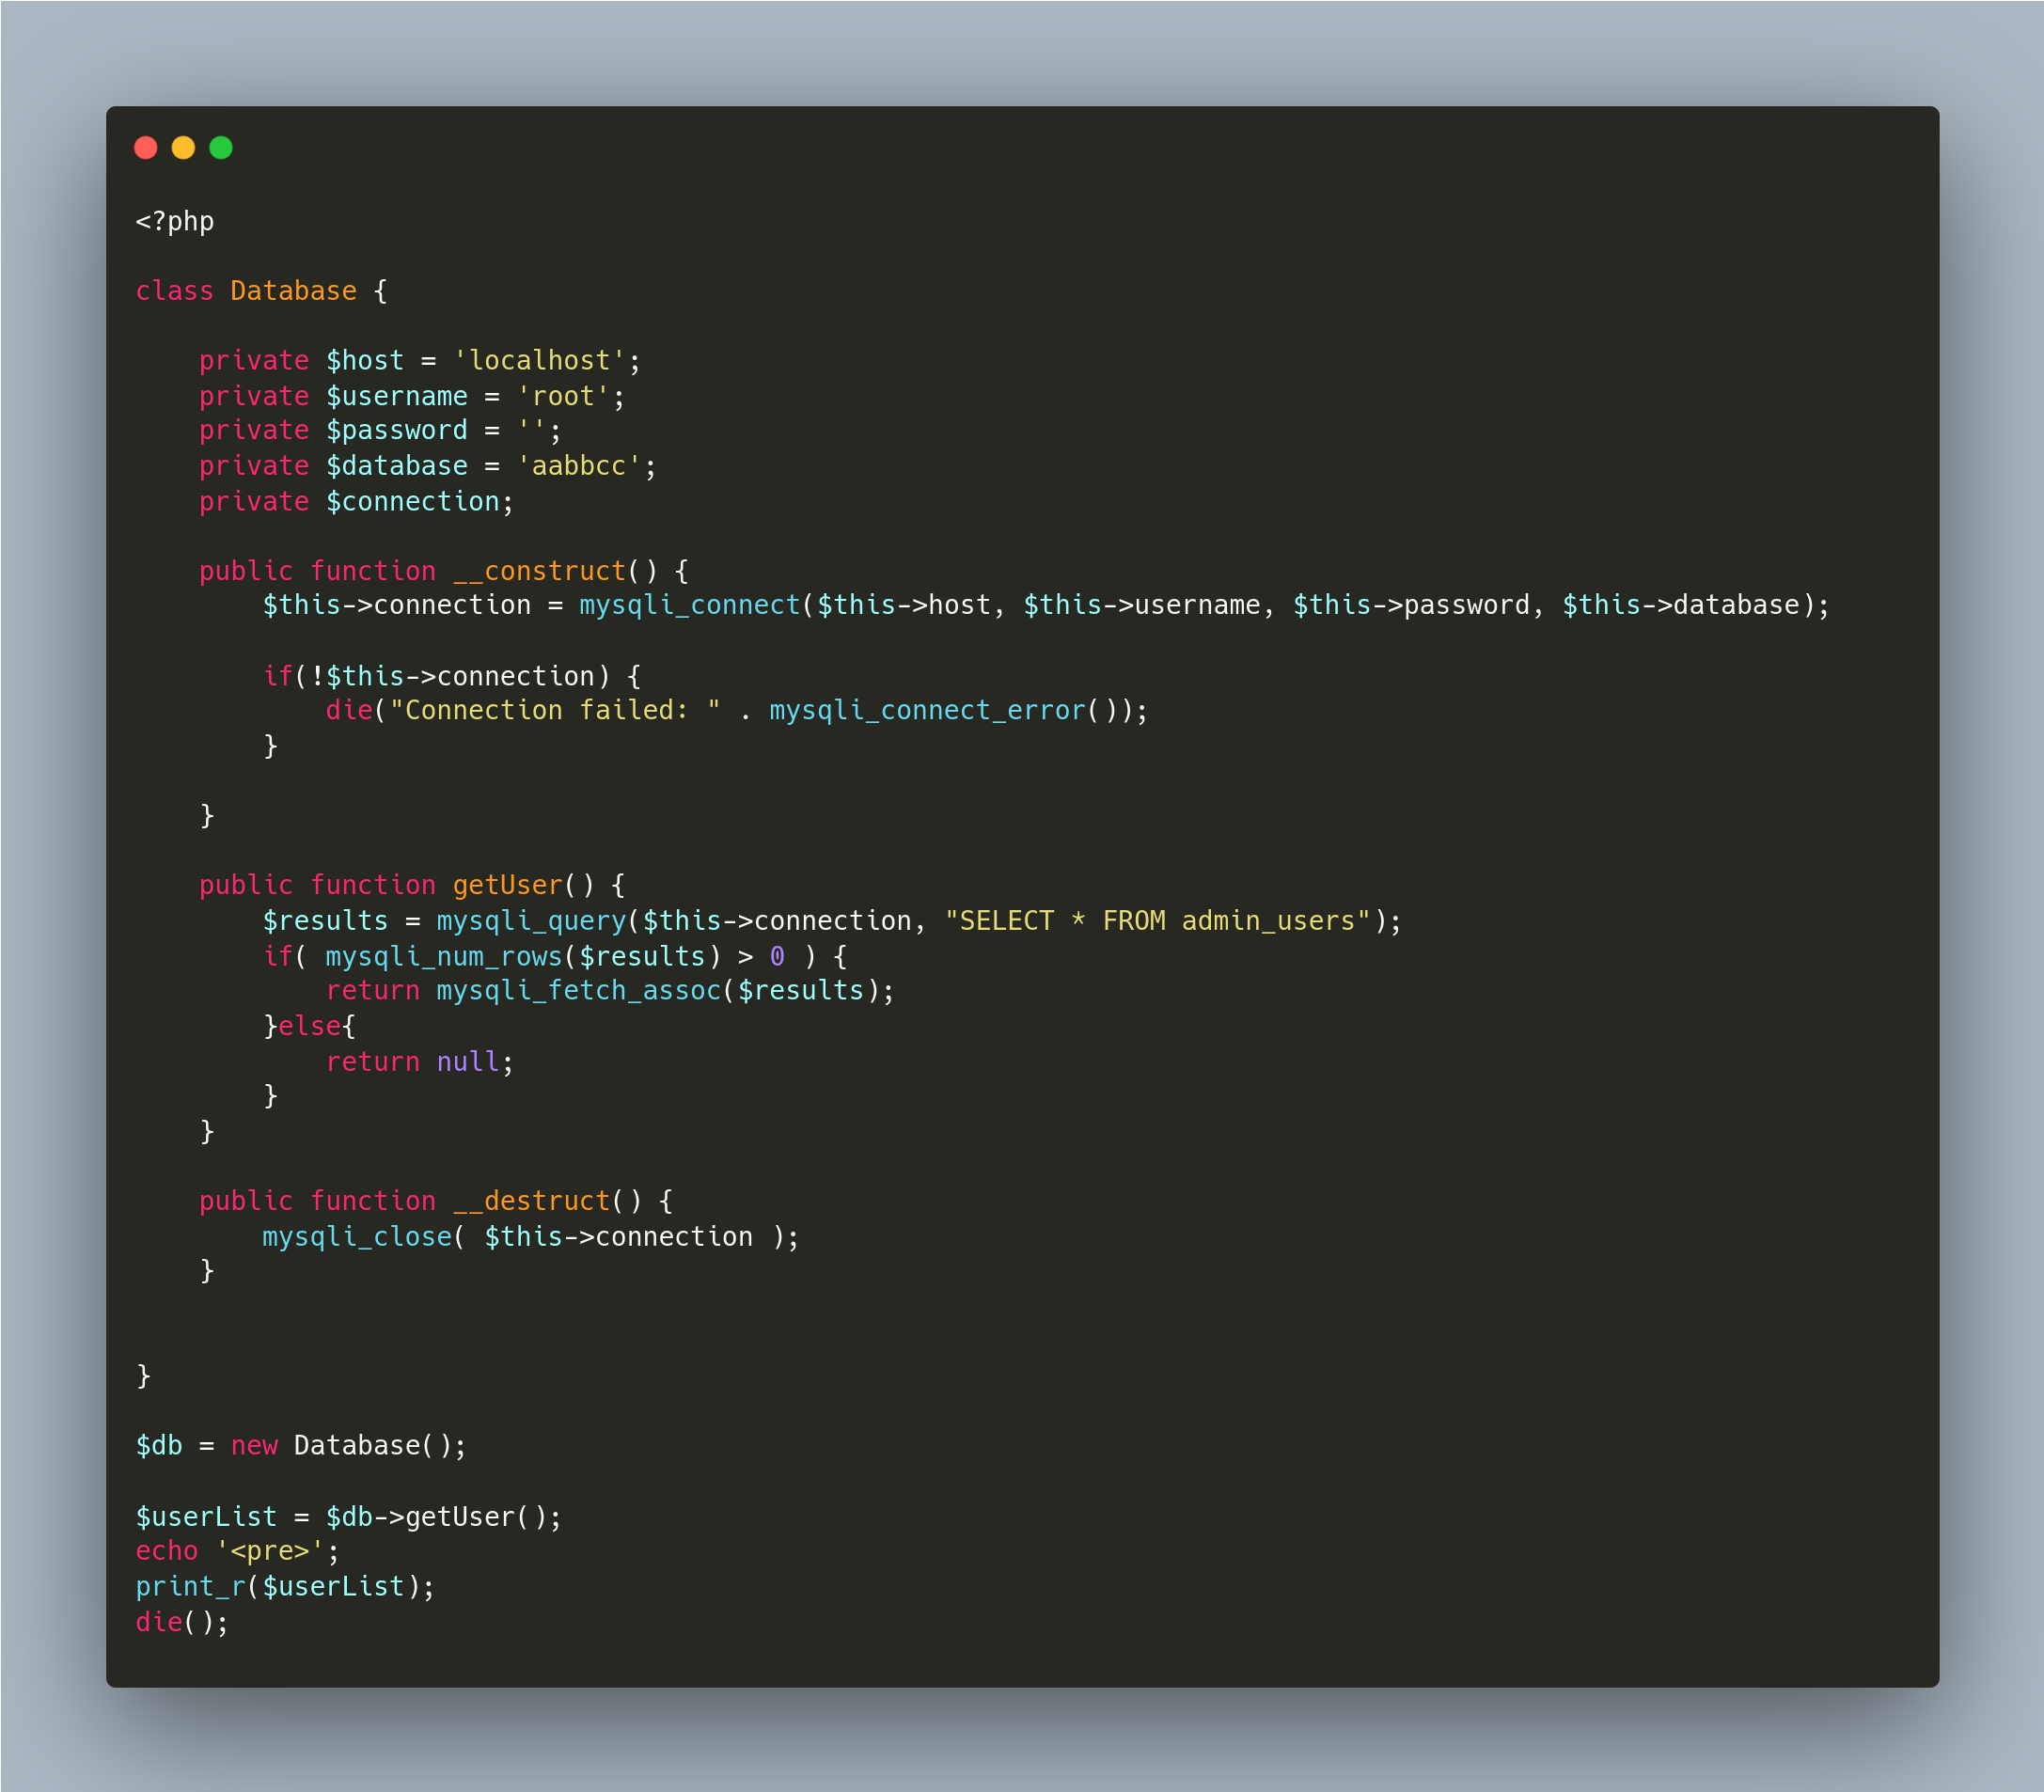 <?php
class Database {
    private $host = 'localhost';
    private $username = 'root';
    private $password = '';
    private $database = 'aabbcc';
    private $connection;
    public function __construct() {
        $this->connection = mysqli_connect($this->host, $this->username, $this->password, $this->database);
        if(!$this->connection) {
            die("Connection failed: " . mysqli_connect_error());
        }
    }
    public function getUser() {
        $results = mysqli_query($this->connection, "SELECT * FROM admin_users");
        if( mysqli_num_rows($results) > 0 ) {
            return mysqli_fetch_assoc($results);
        }else{
            return null;
        }
    }
    public function __destruct() {
        mysqli_close( $this->connection );
    }
}
$db = new Database();
$userList = $db->getUser();
echo '<pre>';
print_r($userList);
die();